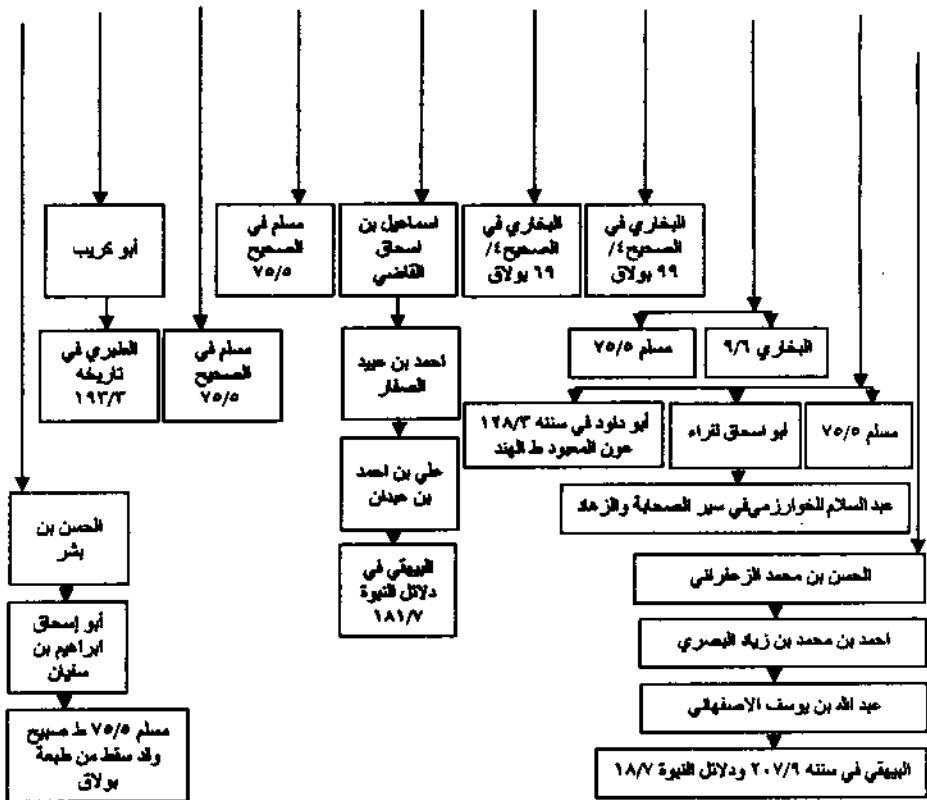 البخاري في
الصحيح ٤/
٩٩ بولاق
البخاري في
الصحيح ٤/
٦٩ بولاق
اسماعيل بن
اسحاق
القاضي
مسلم في
الصحيح
٧٥/٥
أبو كريب
البخاري ٩/٦
مسلم ٧٥/٥
احمد بن عبيد
الصفار
مسلم في
الصحيح
٧٥/٥
الطبري في
تاريخه
١٩٣/٣
مسلم ٧٥/٥
ابو اسحاق
أبو داود في سننه ١٢٨/٣
عون المعبود ط الهند
علي بن احمد
بن عبدان
عبد السلام الخوارزمي في سير الصحابة والزهاد
الحسن بن
بشر
البيهقي في
دلائل النبوة
١٨١/٧
الحسن بن محمد الزعفراني
أبو إسحاق
ابراهيم بن
سفيان
احمد بن محمد بن زياد البصري
عبد الله بن يوسف الاصفهاني
مسلم ٧٥/٥ ط صبيح
وقد سقط من طبعة
بولاق
البيهقي في سننه ٢٠٧/٩ ودلائل النبوة ١٨/٧